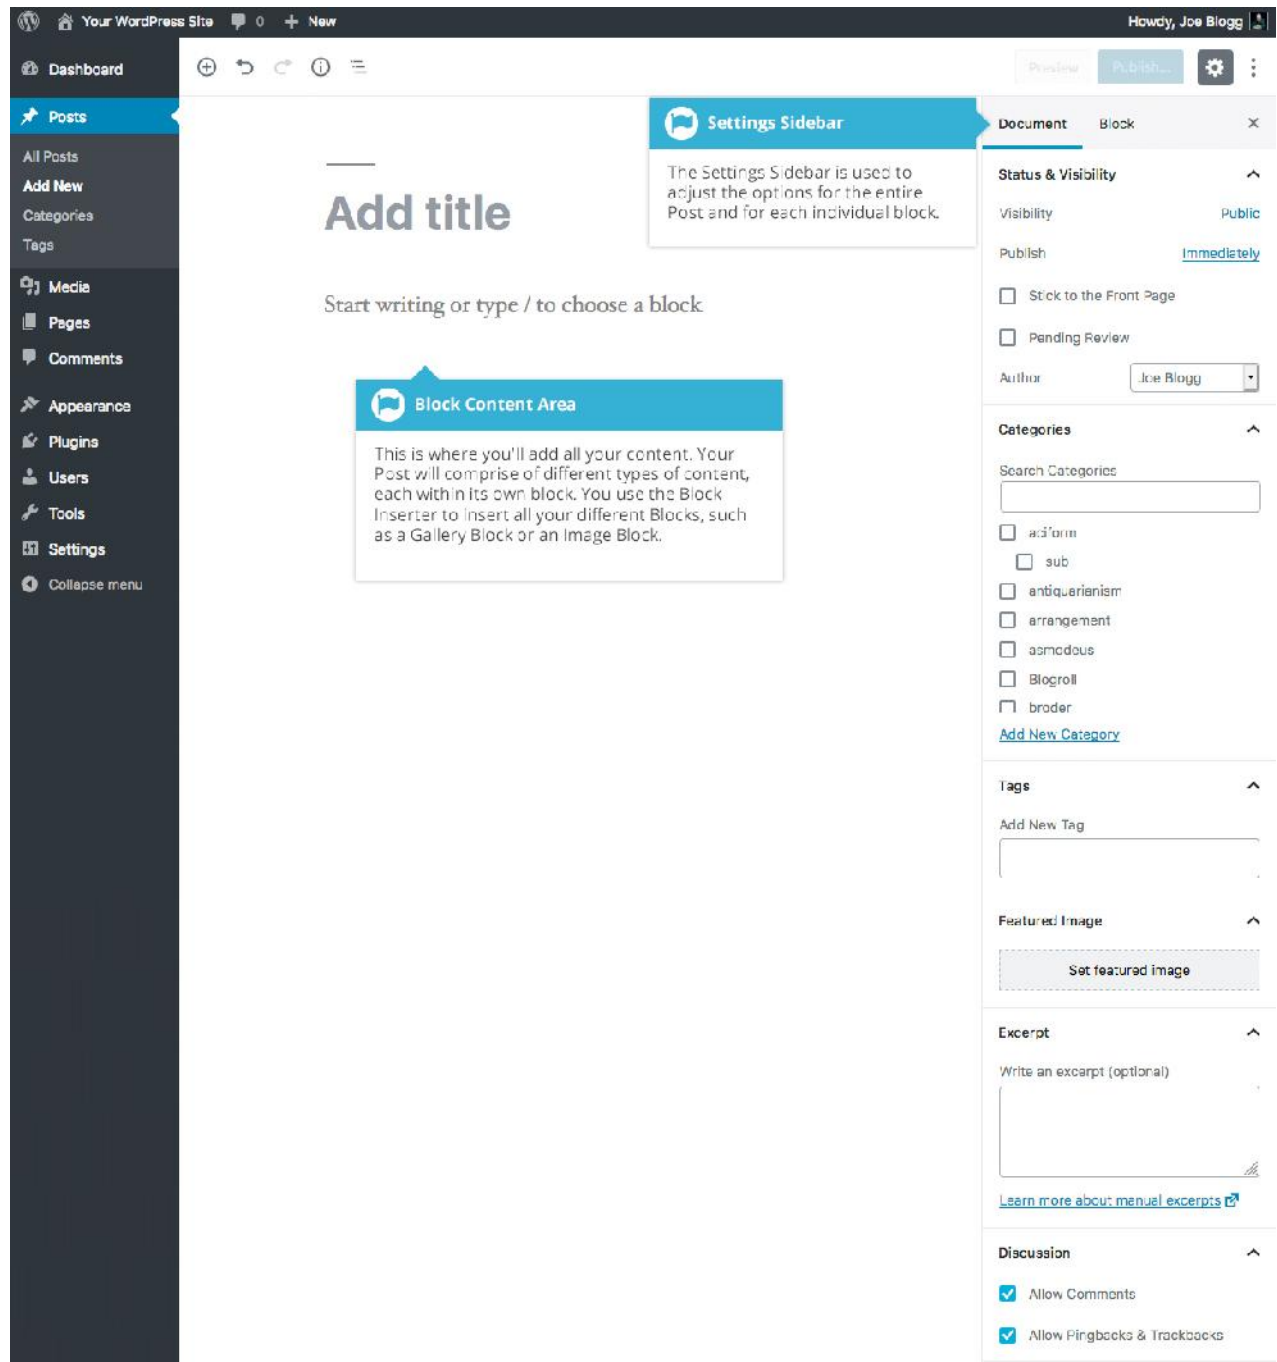 Your WordPress Site 0 New
Howdy, Joe Blogg
Dashboard
Posts
All Posts
Add New
Categories
Tags
Media
Pages
Comments
Appearance
Plugins
Users
Tools
Settings
Collapse menu
Preview Publish...
Add title
Start writing or type / to choose a block
Settings Sidebar
The Settings Sidebar is used to
adjust the options for the entire
Post and for each individual block.
Block Content Area
This is where you'll add all your content. Your
Post will comprise of different types of content,
each within its own block. You use the Block
Inserter to insert all your different Blocks, such
as a Gallery Block or an Image Block.
Document Block
Status & Visibility
Visibility Public
Publish Immediately
Stick to the Front Page
Pending Review
Author Joe Blogg
Categories
Search Categories
aciform
sub
antiquarianism
arrangement
asmodeus
Blogroll
broder
Add New Category
Tags
Add New Tag
Featured Image
Set featured image
Excerpt
Write an excerpt (optional)
Learn more about manual excerpts
Discussion
Allow Comments
Allow Pingbacks & Trackbacks